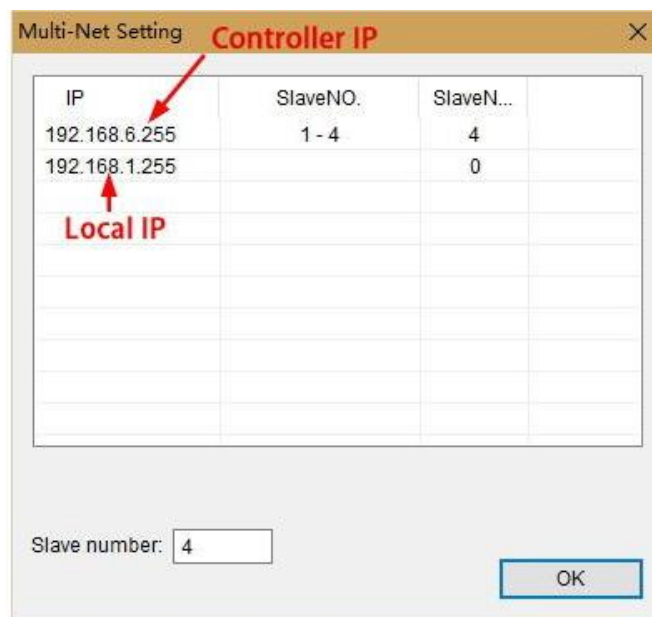 Multi-Net Setting
Controller IP
IP SlaveNO. SlaveN...
192.168.6.255 1 - 4 4
192.168.1.255 0
Local IP
Slave number: 4
OK